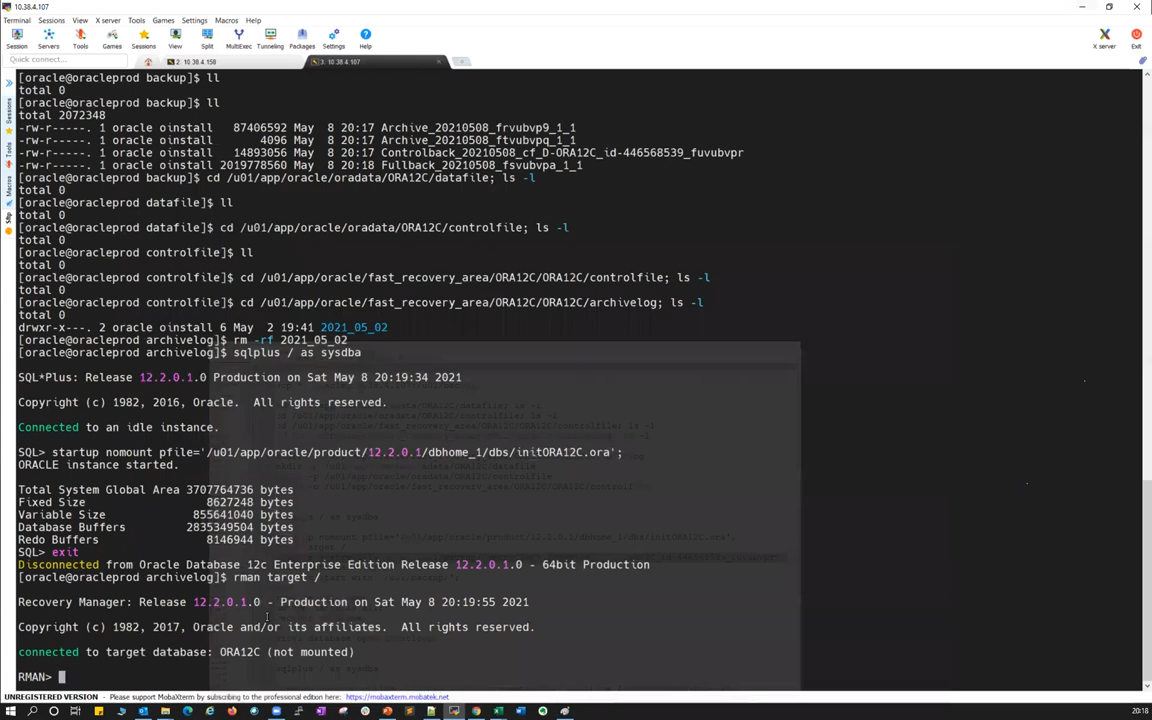 10.38.4.107
Terminal Sessions View X server Tools Games Settings Macros Help
Session Servers Tools Games Sessions View Split MultiExec Tunneling Packages Settings Help X server Exit
Quick connect...
2. 10.38.4.158
3. 10.38.4.107
Sessions
Tools
Macros
Sftp
[oracle@oracleprod backup]$ ll
total 0
[oracle@oracleprod backup]$ ll
total 2072348
-rw-r-----. 1 oracle oinstall 87406592 May 8 20:17 Archive_20210508_frvubvp9_1_1
-rw-r-----. 1 oracle oinstall 4096 May 8 20:17 Archive_20210508_ftvubvpq_1_1
-rw-r-----. 1 oracle oinstall 14893056 May 8 20:17 Controlback_20210508_cf_D-ORA12C_id-446568539_fuvubvpr
-rw-r-----. 1 oracle oinstall 2019778560 May 8 20:18 Fullback_20210508_fsvubvpa_1_1
[oracle@oracleprod backup]$ cd /u01/app/oracle/oradata/ORA12C/datafile; ls -l
total 0
[oracle@oracleprod datafile]$ ll
total 0
[oracle@oracleprod datafile]$ cd /u01/app/oracle/oradata/ORA12C/controlfile; ls -l
total 0
[oracle@oracleprod controlfile]$ ll
total 0
[oracle@oracleprod controlfile]$ cd /u01/app/oracle/fast_recovery_area/ORA12C/ORA12C/controlfile; ls -l
total 0
[oracle@oracleprod controlfile]$ cd /u01/app/oracle/fast_recovery_area/ORA12C/ORA12C/archivelog; ls -l
total 0
drwxr-x---. 2 oracle oinstall 6 May 2 19:41 2021_05_02
[oracle@oracleprod archivelog]$ rm -rf 2021_05_02
[oracle@oracleprod archivelog]$ sqlplus / as sysdba
SQL*Plus: Release 12.2.0.1.0 Production on Sat May 8 20:19:34 2021
Copyright (c) 1982, 2016, Oracle. All rights reserved.
Connected to an idle instance.
SQL> startup nomount pfile='/u01/app/oracle/product/12.2.0.1/dbhome_1/dbs/initORA12C.ora';
ORACLE instance started.
Total System Global Area 3707764736 bytes
Fixed Size 8627248 bytes
Variable Size 855641040 bytes
Database Buffers 2835349504 bytes
Redo Buffers 8146944 bytes
SQL> exit
Disconnected from Oracle Database 12c Enterprise Edition Release 12.2.0.1.0 - 64bit Production
[oracle@oracleprod archivelog]$ rman target /
Recovery Manager: Release 12.2.0.1.0 - Production on Sat May 8 20:19:55 2021
Copyright (c) 1982, 2017, Oracle and/or its affiliates. All rights reserved.
connected to target database: ORA12C (not mounted)
RMAN>
UNREGISTERED VERSION - Please support MobaXterm by subscribing to the professional edition here: https://mobaxterm.mobatek.net
20:18